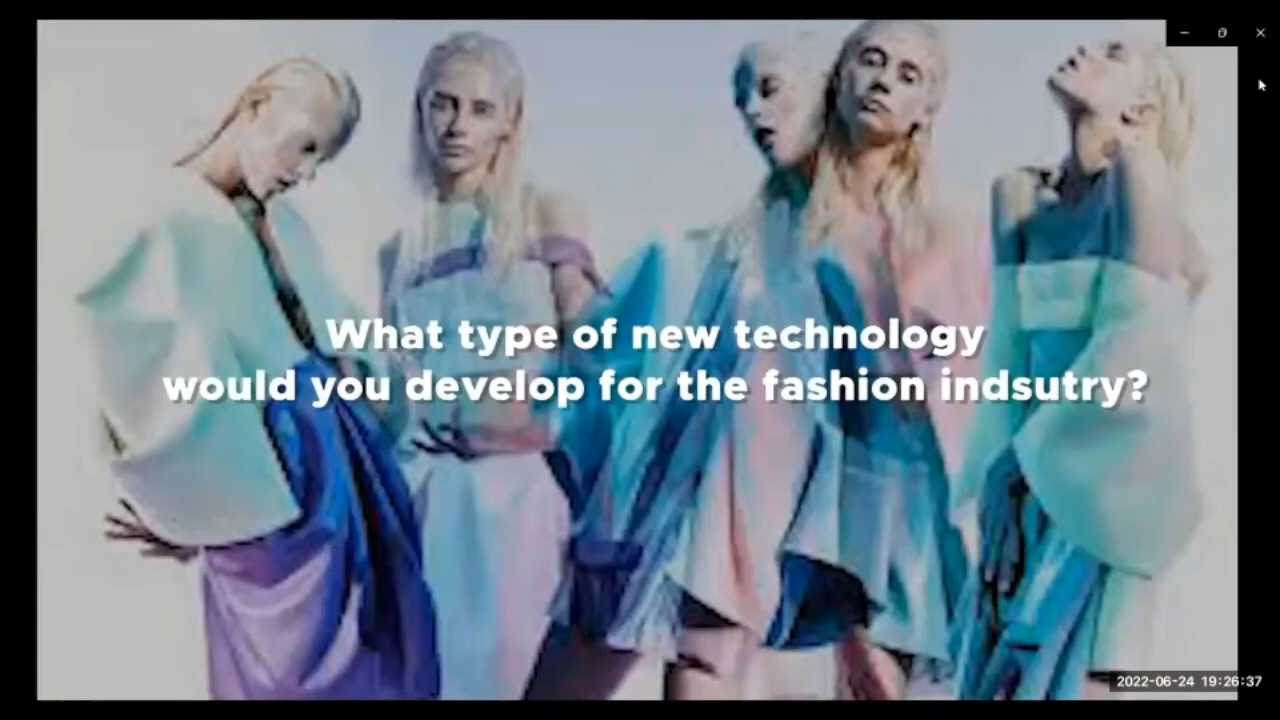 What type of new technology
would you develop for the fashion indsutry?
2022-06-24 19:26:37